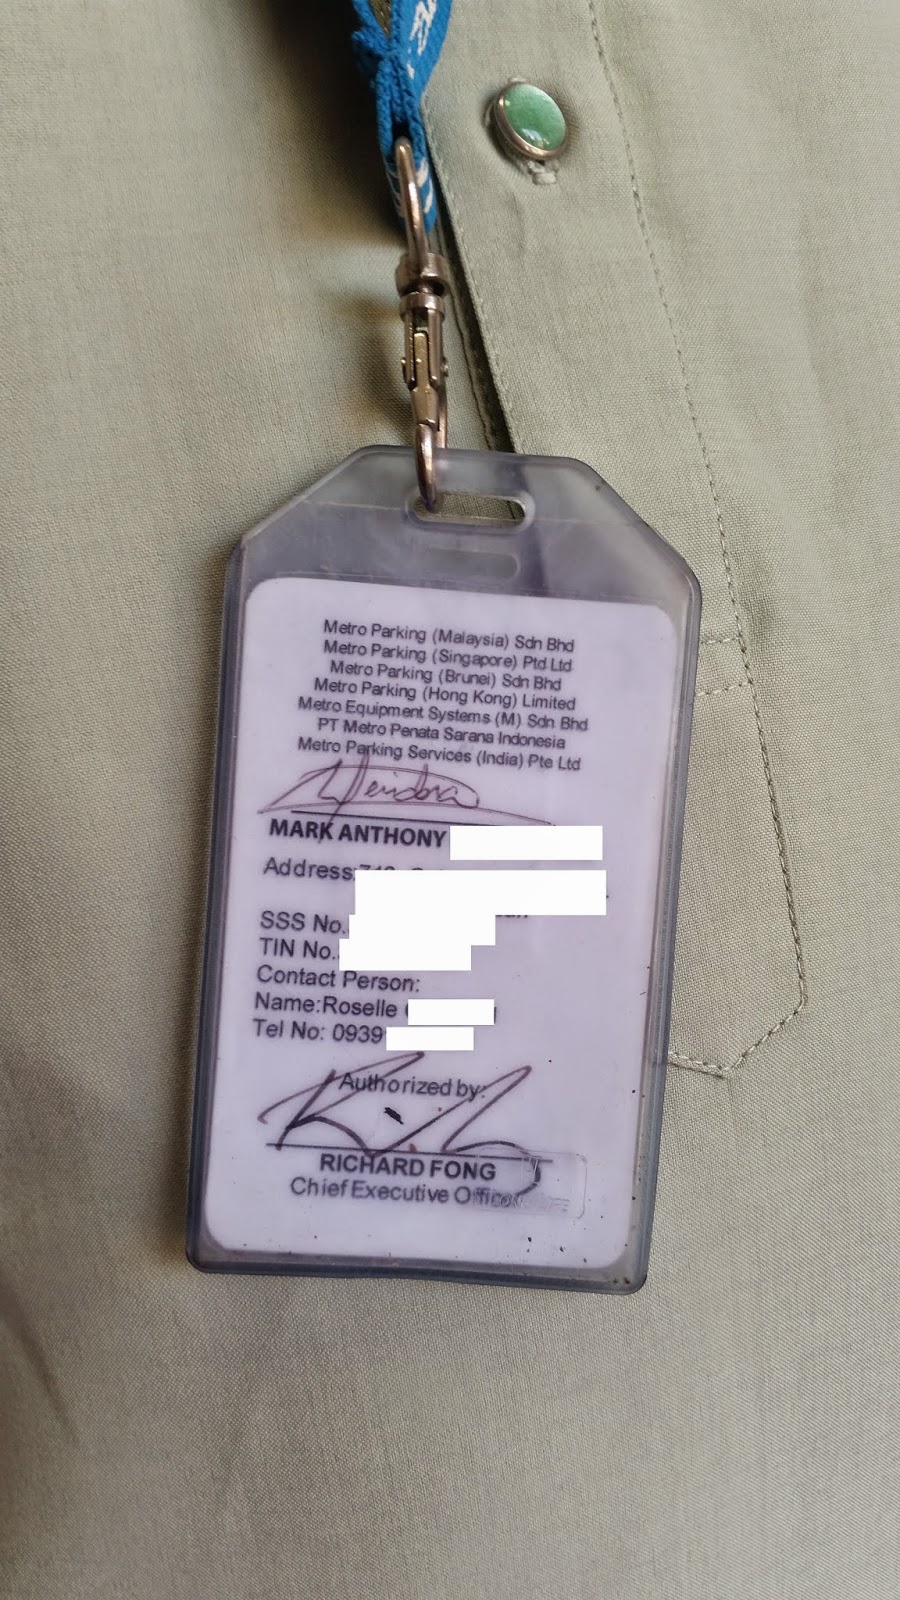 Metro Parking (Malaysia) Sdn Bhd
Metro Parking (Singapore) Ptd Ltd
Metro Parking (Brunei) Sdn Bhd
Metro Parking (Hong Kong) Limited
Metro Equipment Systems (M) Sdn Bhd
PT Metro Penata Sarana Indonesia
Metro Parking Services (India) Pte Ltd
MARK ANTHONY
Address:
SSS No.
TIN No.
Contact Person:
Name:Roselle
Tel No: 0939
Authorized by:
RICHARD FONG
Chief Executive Officer